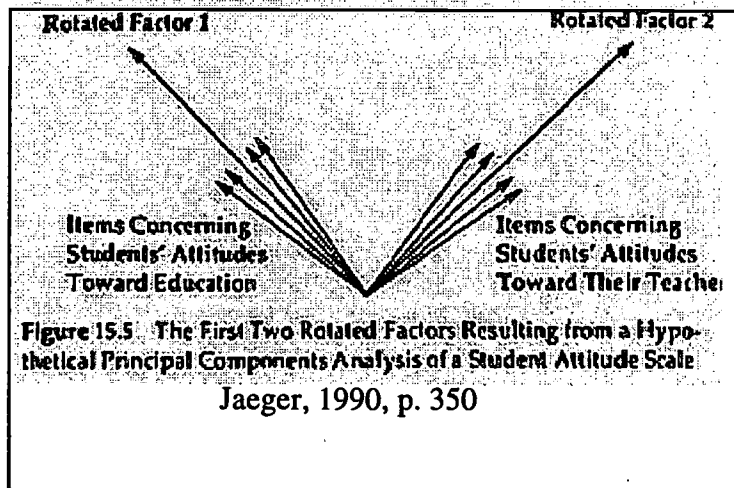 Rotated Factor 1
Rotated Factor 2
Items Concerning
Students' Attitudes
Toward Education
Items Concerning
Students' Attitudes
Toward Their Teache
Figure 15.5 The First Two Rotated Factors Resulting from a Hypo-
thetical Principal Components Analysis of a Student Attitude Scale
Jaeger, 1990, p. 350